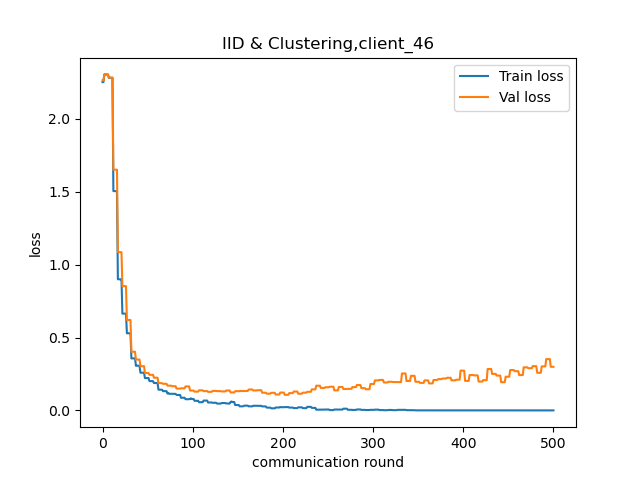 IID & Clustering,client_46
Train loss
Val loss
2.0
1.5
1.0
0.5
0.0
loss
0 100 200 300 400 500
communication round